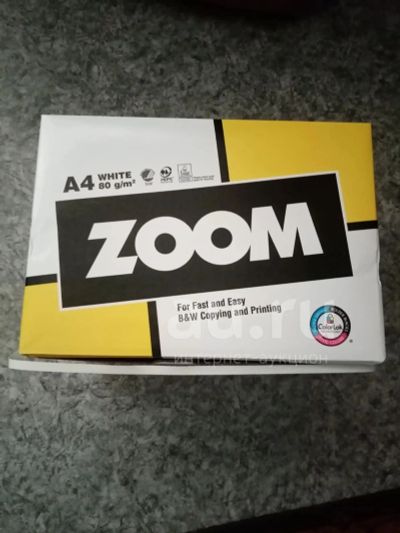 A4 WHITE
80 g/m²
ZOOM
For Fast and Easy
B&W Copying and Printing
ColorLok
au.ru
интернет-аукцион